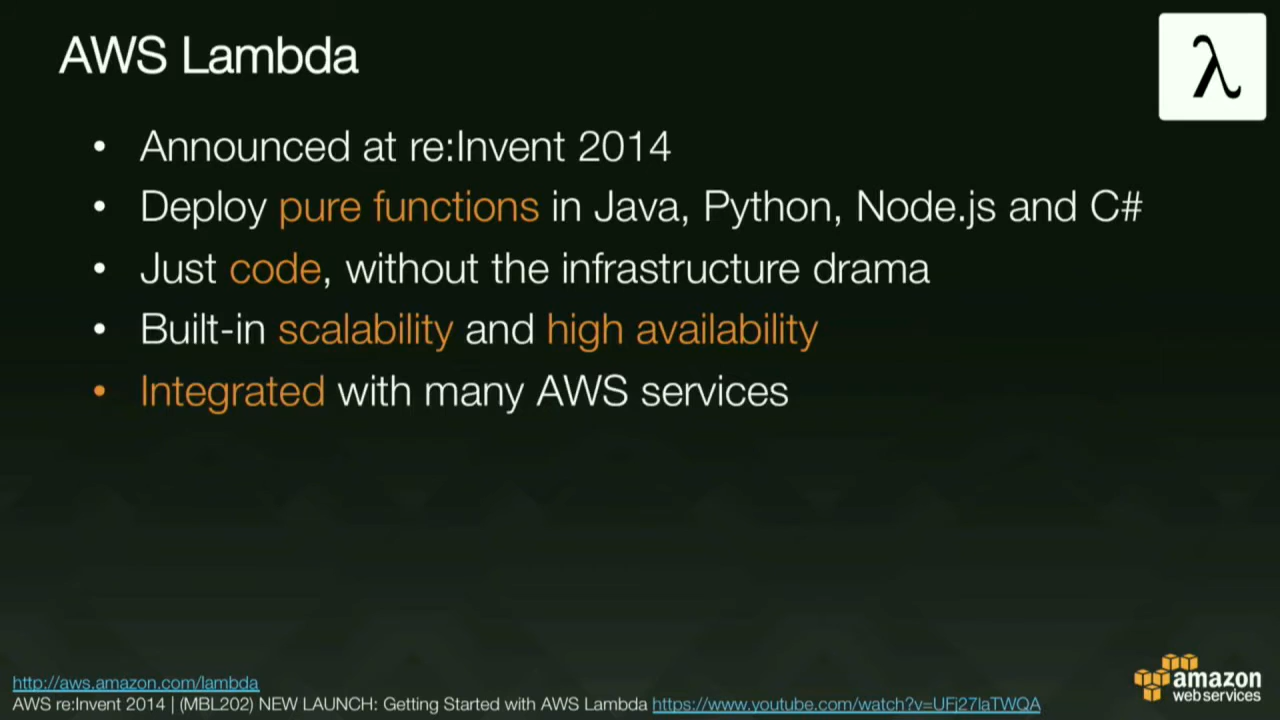 AWS Lambda
λ
• Announced at re:Invent 2014
• Deploy pure functions in Java, Python, Node.js and C#
• Just code, without the infrastructure drama
• Built-in scalability and high availability
• Integrated with many AWS services
http://aws.amazon.com/lambda
AWS re:Invent 2014 | (MBL202) NEW LAUNCH: Getting Started with AWS Lambda https://www.youtube.com/watch?v=UFj27laTWQA
amazon
web services